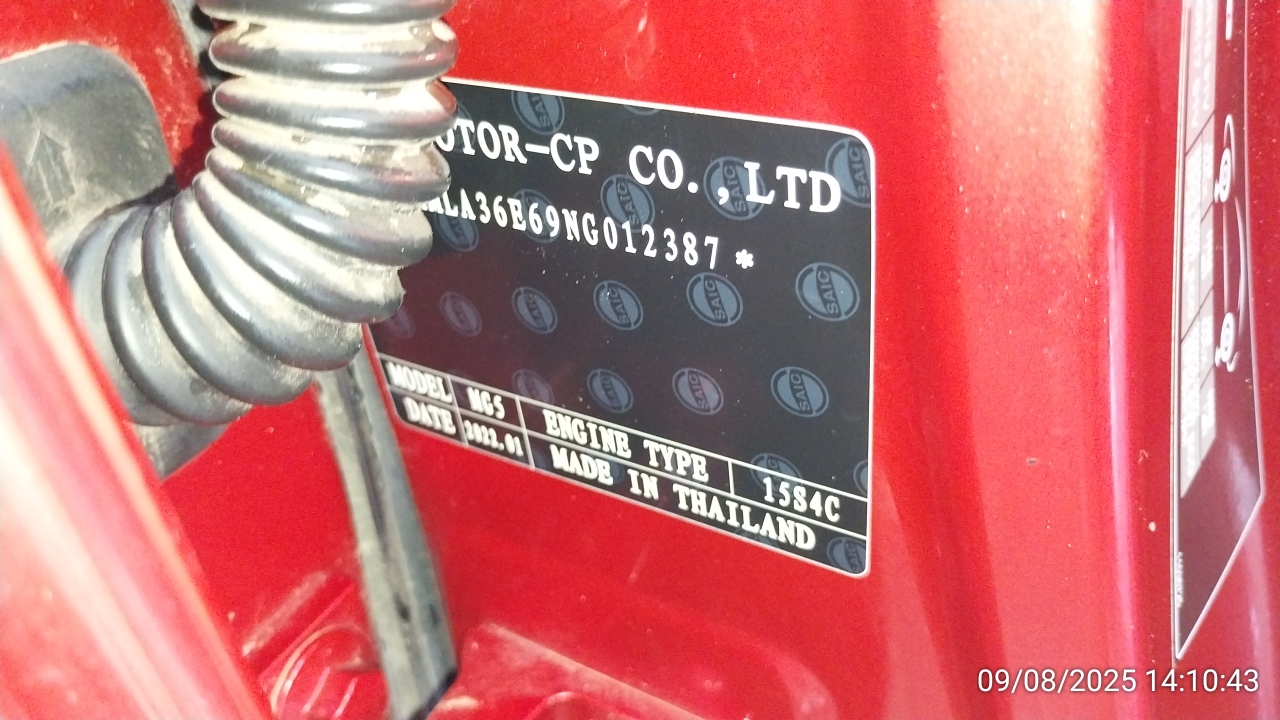 OTOR-CP CO.,LTD
LA36E69NG012387 *
SAIC
MODEL MG5 ENGINE TYPE 15S4C
DATE 2022.01 MADE IN THAILAND
09/08/2025 14:10:43